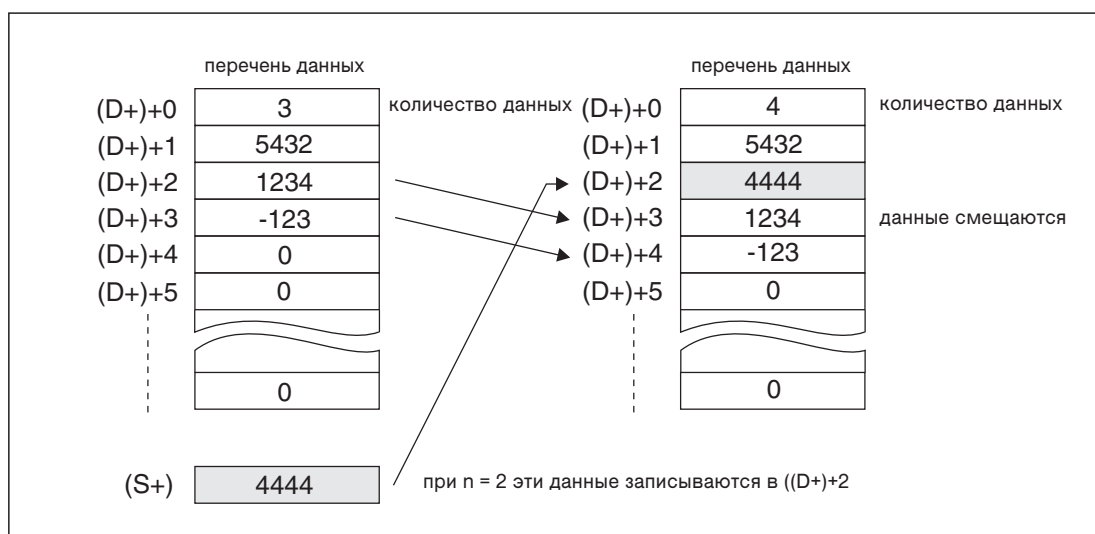 перечень данных перечень данных
(D+)+0 3 количество данных (D+)+0 4 количество данных
(D+)+1 5432 (D+)+1 5432
(D+)+2 1234 (D+)+2 4444
(D+)+3 -123 (D+)+3 1234 данные смещаются
(D+)+4 0 (D+)+4 -123
(D+)+5 0 (D+)+5 0
0 0
(S+) 4444 при n = 2 эти данные записываются в ((D+)+2